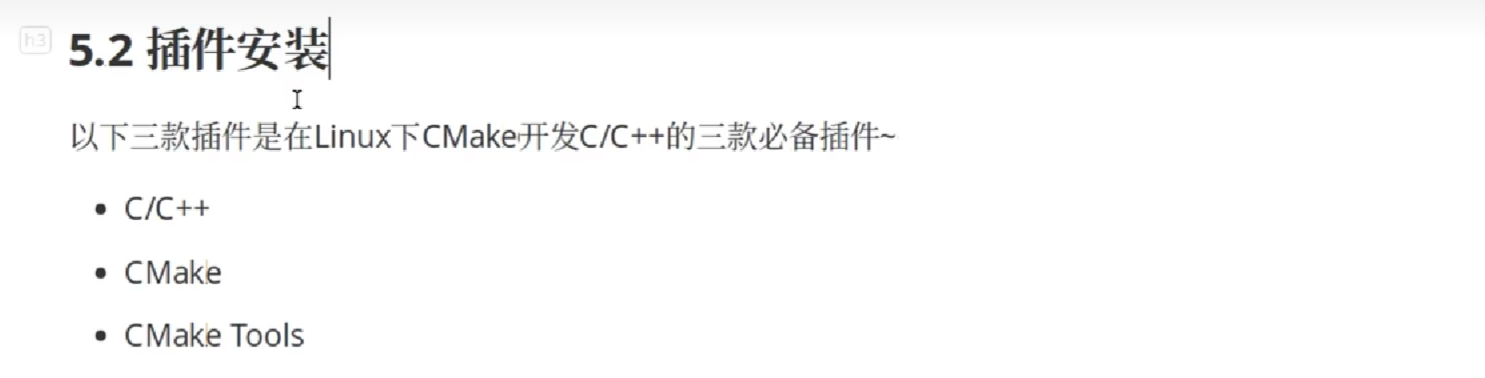 h3
5.2 插件安装
以下三款插件是在Linux下CMake开发C/C++的三款必备插件~
• C/C++
• CMake
• CMake Tools